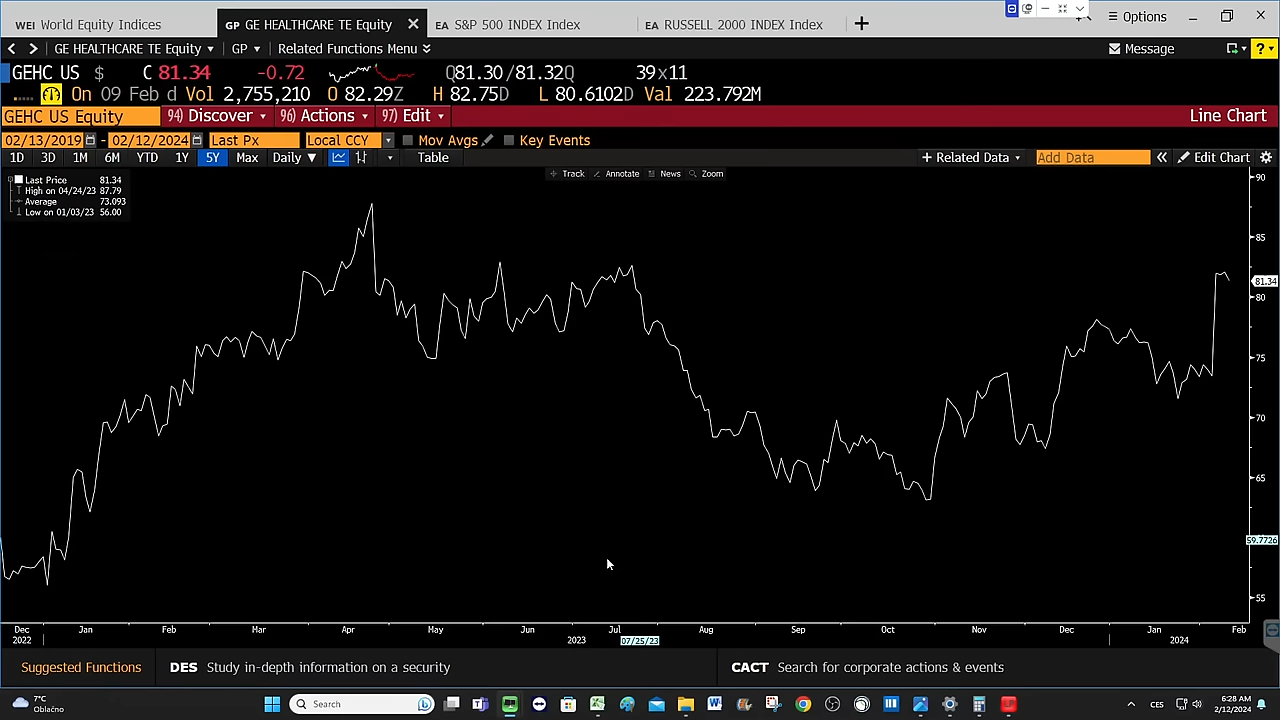 WEI World Equity Indices GP GE HEALTHCARE TE Equity EA S&P 500 INDEX Index EA RUSSELL 2000 INDEX Index Options
GE HEALTHCARE TE Equity GP Related Functions Menu Message ?
GEHC US $ C 81.34 -0.72 Q81.30/81.32Q 39x11
On 09 Feb d Vol 2,755,210 O 82.29Z H 82.75D L 80.6102D Val 223.792M
GEHC US Equity 94) Discover 96) Actions 97) Edit Line Chart
02/13/2019 - 02/12/2024 Last Px Local CCY Mov Avgs Key Events
1D 3D 1M 6M YTD 1Y 5Y Max Daily Table + Related Data Add Data Edit Chart
Track Annotate News Zoom
Last Price 81.34
High on 04/24/23 87.79
Average 73.093
Low on 01/03/23 56.00
90
85
81.34
80
75
70
65
59.7726
55
Dec Jan Feb Mar Apr May Jun Jul Aug Sep Oct Nov Dec Jan Feb
2022 2023 07/25/23 2024
Suggested Functions DES Study in-depth information on a security CACT Search for corporate actions & events
7°C
Oblačno
Search
CES
6:28 AM
2/12/2024